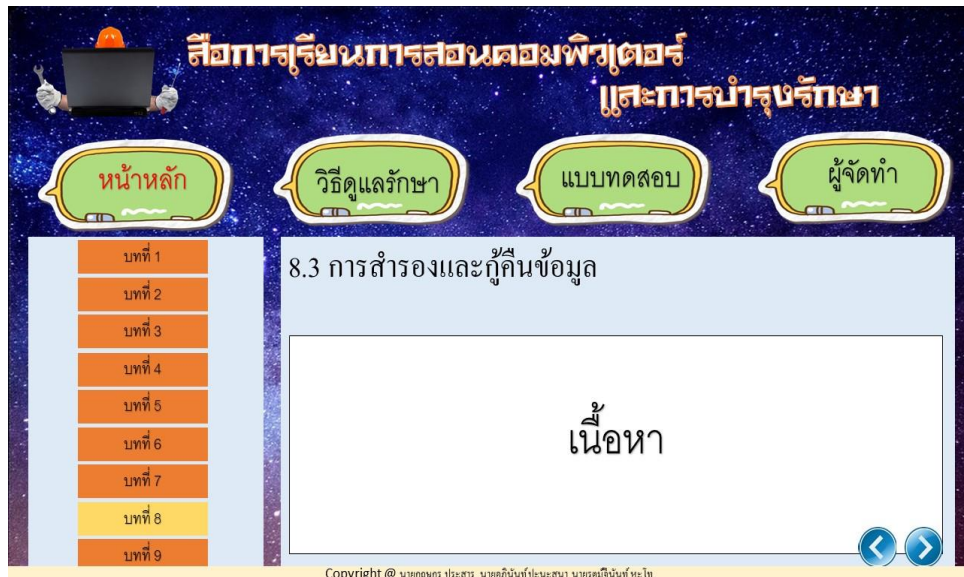 สื่อการเรียนการสอนคอมพิวเตอร์
และการบำรุงรักษา
หน้าหลัก
วิธีดูแลรักษา
แบบทดสอบ
ผู้จัดทำ
บทที่ 1
บทที่ 2
บทที่ 3
บทที่ 4
บทที่ 5
บทที่ 6
บทที่ 7
บทที่ 8
บทที่ 9
8.3 การสำรองและกู้คืนข้อมูล
เนื้อหา
Copyright @ นาย